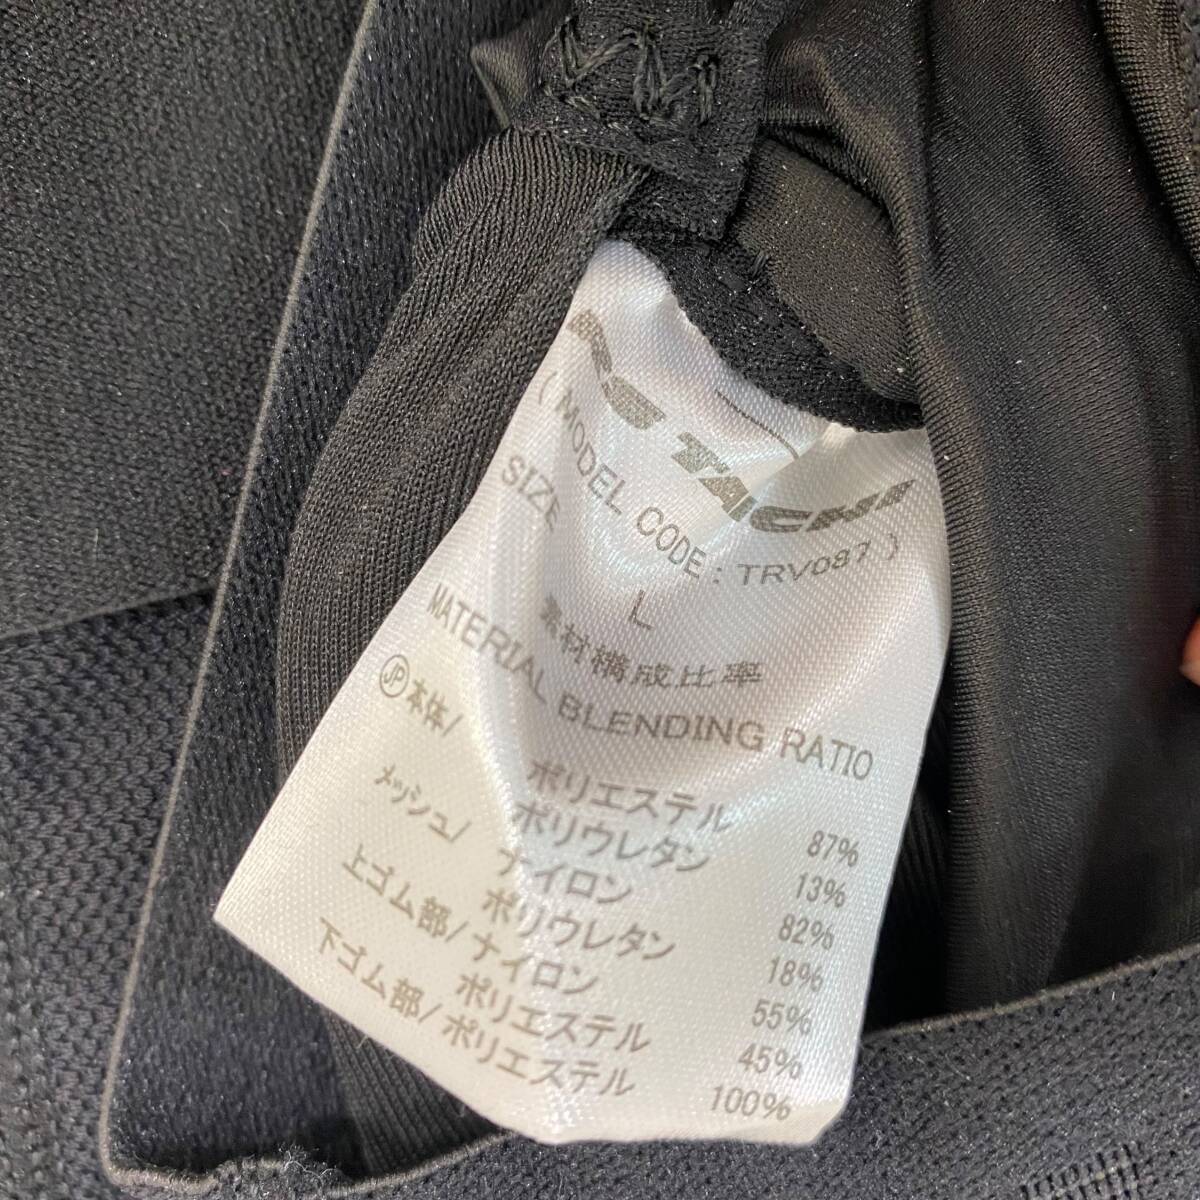 RS TAICHI
( MODEL CODE : TRV087 )
SIZE L
素材構成比率
MATERIAL BLENDING RATIO
JP 本体/ ポリエステル 87%
ポリウレタン 13%
メッシュ/ ナイロン 82%
ポリウレタン 18%
上ゴム部/ ナイロン 55%
ポリエステル 45%
下ゴム部/ ポリエステル 100%